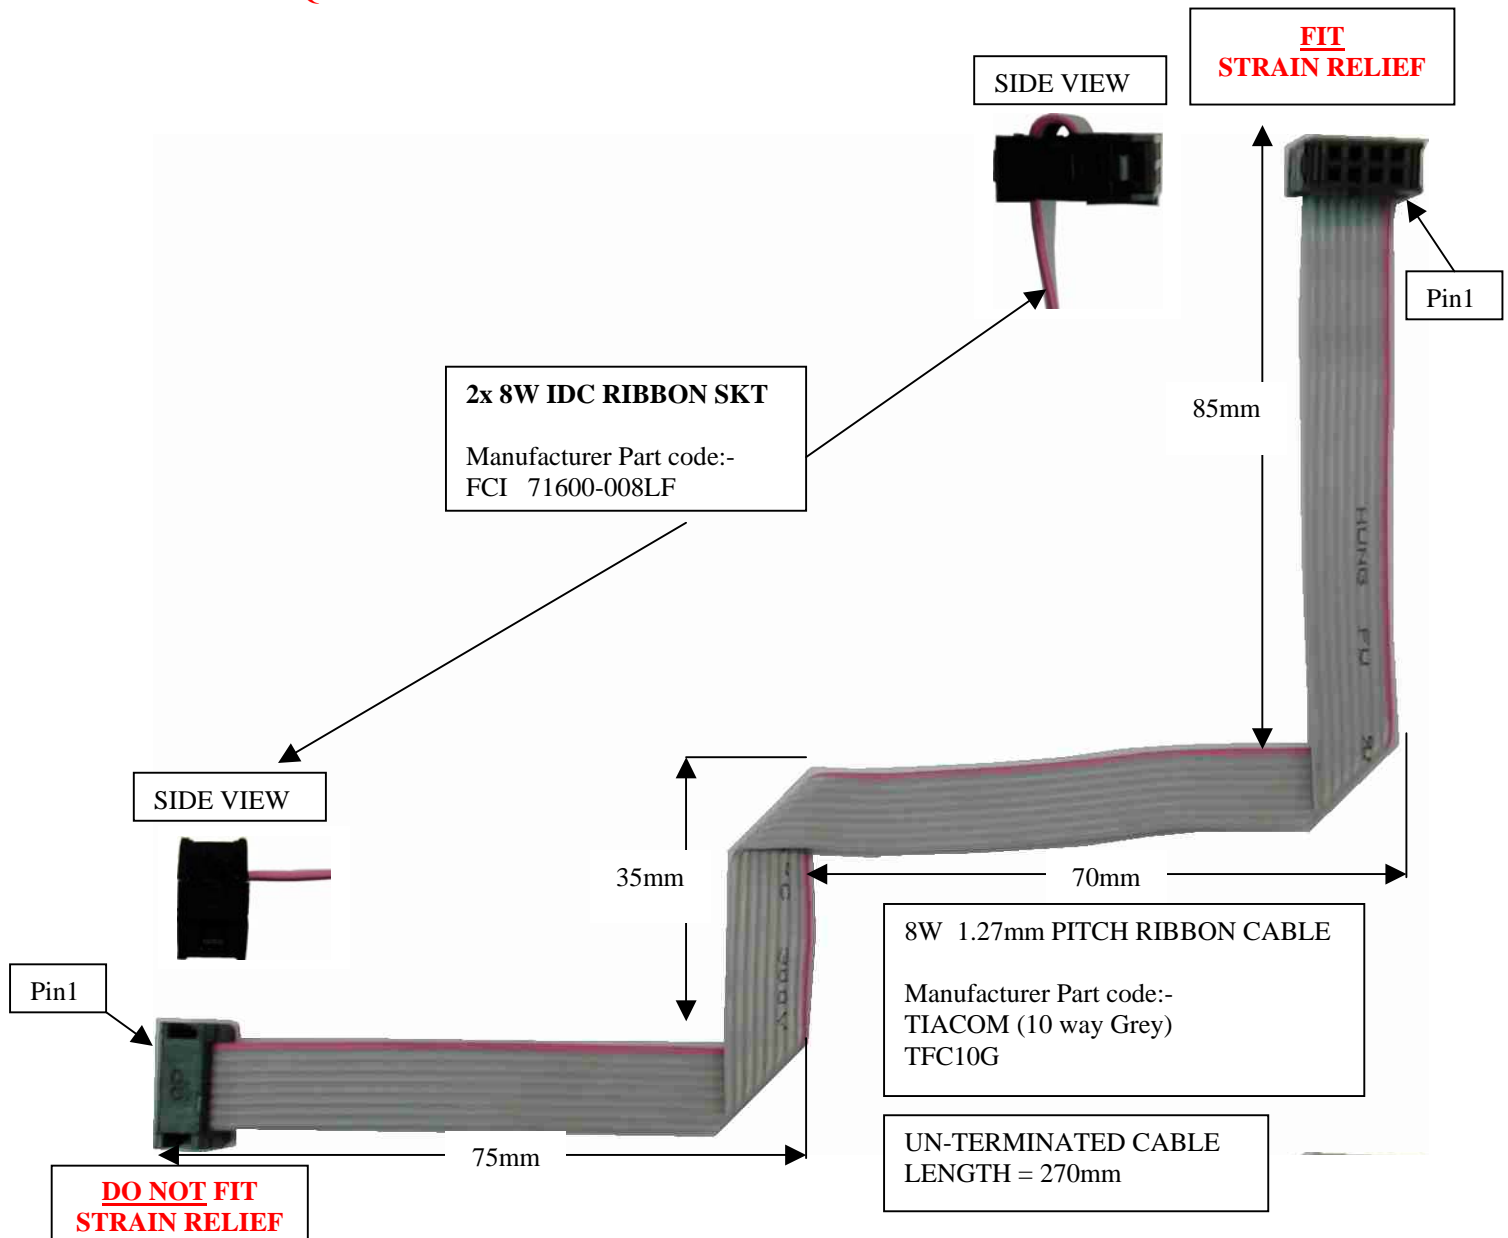 FIT
STRAIN RELIEF
SIDE VIEW
Pin1
2x 8W IDC RIBBON SKT
Manufacturer Part code:-
FCI 71600-008LF
85mm
HUNG FU
SIDE VIEW
35mm
70mm
8W 1.27mm PITCH RIBBON CABLE
Manufacturer Part code:-
TIACOM (10 way Grey)
TFC10G
Pin1
UN-TERMINATED CABLE
LENGTH = 270mm
75mm
DO NOT FIT
STRAIN RELIEF